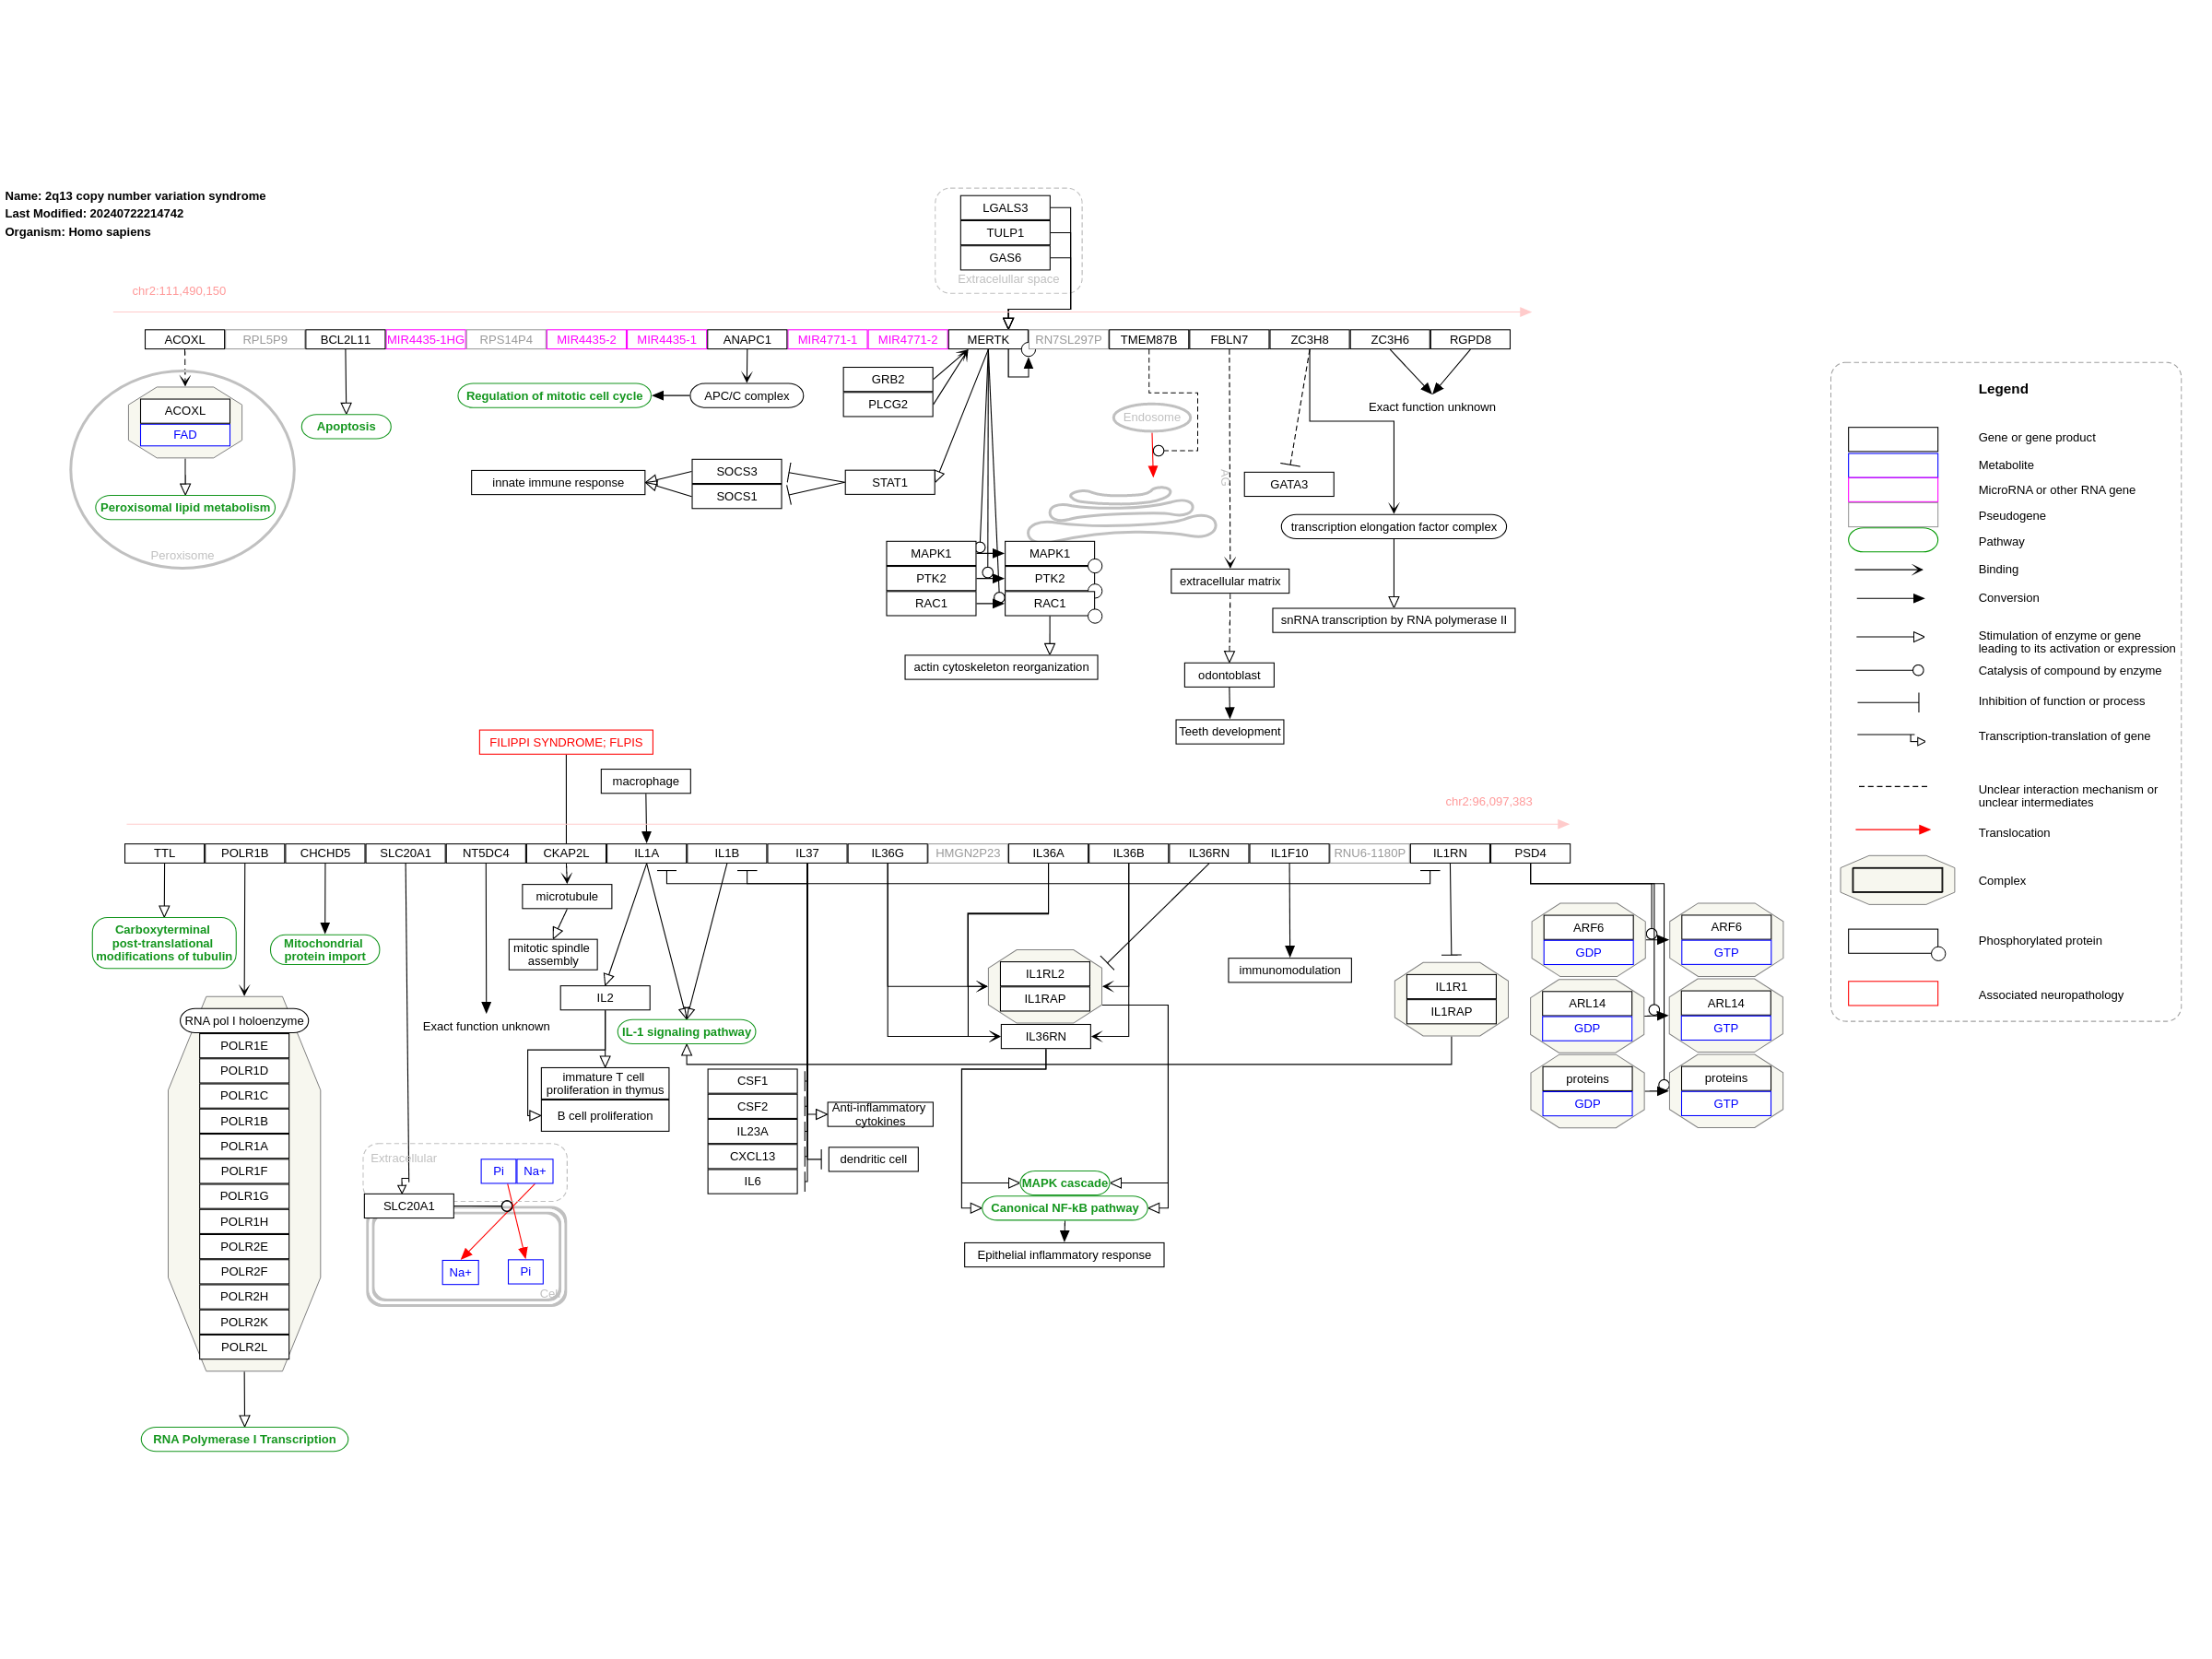 Name: 2q13 copy number variation syndrome
Last Modified: 20240722214742
Organism: Homo sapiens
LGALS3
TULP1
GAS6
Extracelullar space
chr2:111,490,150
ACOXL
RPL5P9
BCL2L11
MIR4435-1HG
RPS14P4
MIR4435-2
MIR4435-1
ANAPC1
MIR4771-1
MIR4771-2
MERTK
RN7SL297P
TMEM87B
FBLN7
ZC3H8
ZC3H6
RGPD8
ACOXL
FAD
Peroxisomal lipid metabolism
Peroxisome
Apoptosis
Regulation of mitotic cell cycle
APC/C complex
GRB2
PLCG2
innate immune response
SOCS3
SOCS1
STAT1
MAPK1
PTK2
RAC1
MAPK1
PTK2
RAC1
actin cytoskeleton reorganization
Endosome
extracellular matrix
odontoblast
Teeth development
GATA3
Exact function unknown
transcription elongation factor complex
snRNA transcription by RNA polymerase II
FILIPPI SYNDROME; FLPIS
macrophage
chr2:96,097,383
TTL
POLR1B
CHCHD5
SLC20A1
NT5DC4
CKAP2L
IL1A
IL1B
IL37
IL36G
HMGN2P23
IL36A
IL36B
IL36RN
IL1F10
RNU6-1180P
IL1RN
PSD4
Carboxyterminal
post-translational
modifications of tubulin
Mitochondrial
protein import
RNA pol I holoenzyme
POLR1E
POLR1D
POLR1C
POLR1B
POLR1A
POLR1F
POLR1G
POLR1H
POLR2E
POLR2F
POLR2H
POLR2K
POLR2L
RNA Polymerase I Transcription
Extracellular
Pi
Na+
SLC20A1
Na+
Pi
Exact function unknown
microtubule
mitotic spindle
assembly
IL2
immature T cell
proliferation in thymus
B cell proliferation
IL-1 signaling pathway
CSF1
CSF2
IL23A
CXCL13
IL6
Anti-inflammatory
cytokines
dendritic cell
IL1RL2
IL1RAP
IL36RN
MAPK cascade
Canonical NF-kB pathway
Epithelial inflammatory response
immunomodulation
IL1R1
IL1RAP
ARF6
GDP
ARF6
GTP
ARL14
GDP
ARL14
GTP
proteins
GDP
proteins
GTP
Legend
Gene or gene product
Metabolite
MicroRNA or other RNA gene
Pseudogene
Pathway
Binding
Conversion
Stimulation of enzyme or gene
leading to its activation or expression
Catalysis of compound by enzyme
Inhibition of function or process
Transcription-translation of gene
Unclear interaction mechanism or
unclear intermediates
Translocation
Complex
Phosphorylated protein
Associated neuropathology